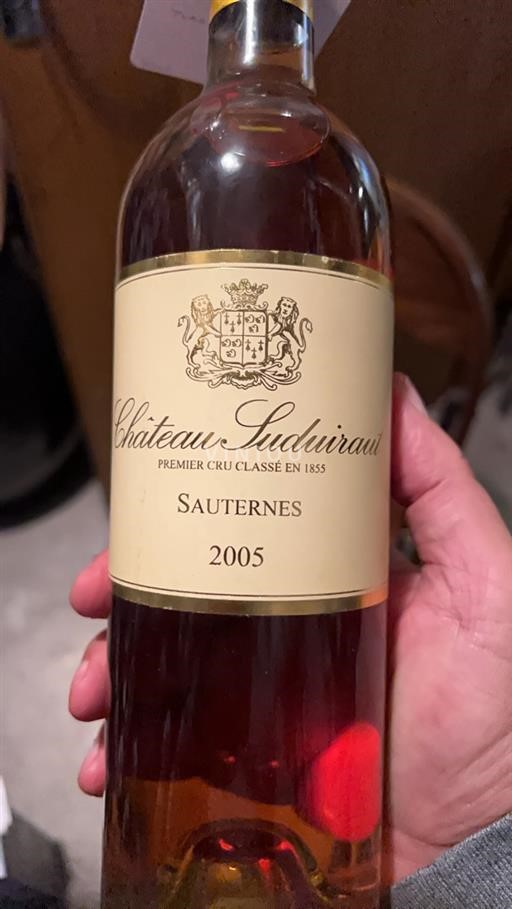 Château Suduiraut
PREMIER CRU CLASSÉ EN 1855
SAUTERNES
2005